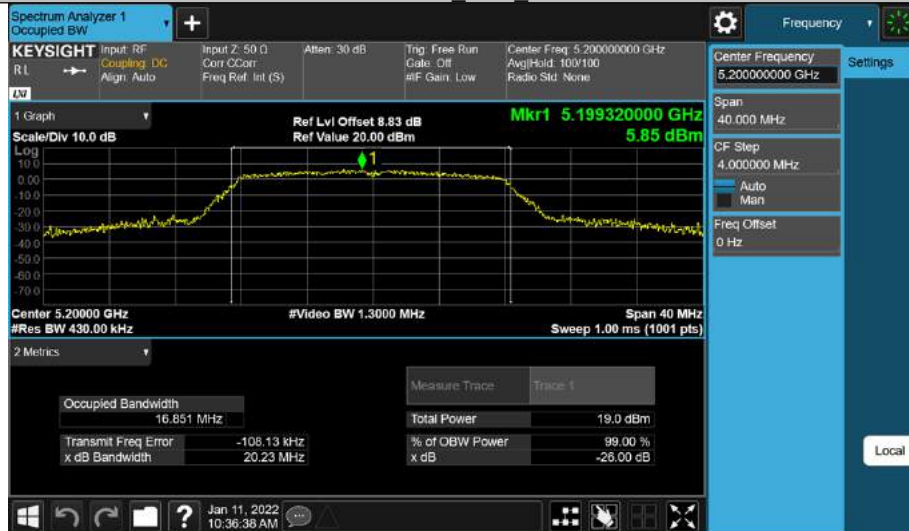 Spectrum Analyzer 1
Occupied BW
Frequency
KEYSIGHT
RL
LXI
Input: RF
Coupling: DC
Align: Auto
Input Z: 50 Ω
Corr CCorr
Freq Ref: Int (S)
Atten: 30 dB
Trig: Free Run
Gate: Off
#IF Gain: Low
Center Freq: 5.200000000 GHz
Avg|Hold: 100/100
Radio Std: None
1 Graph
Scale/Div 10.0 dB
Ref Lvl Offset 8.83 dB
Ref Value 20.00 dBm
Mkr1 5.199320000 GHz
5.85 dBm
Log
10.0
0.00
-10.0
-20.0
-30.0
-40.0
-50.0
-60.0
-70.0
1
Center 5.20000 GHz
#Res BW 430.00 kHz
#Video BW 1.3000 MHz
Span 40 MHz
Sweep 1.00 ms (1001 pts)
2 Metrics
Measure Trace
Trace 1
Occupied Bandwidth
16.851 MHz
Total Power
19.0 dBm
Transmit Freq Error
-108.13 kHz
% of OBW Power
99.00 %
x dB Bandwidth
20.23 MHz
x dB
-26.00 dB
Center Frequency
5.200000000 GHz
Settings
Span
40.000 MHz
CF Step
4.000000 MHz
Auto
Man
Freq Offset
0 Hz
Local
?
Jan 11, 2022
10:36:38 AM